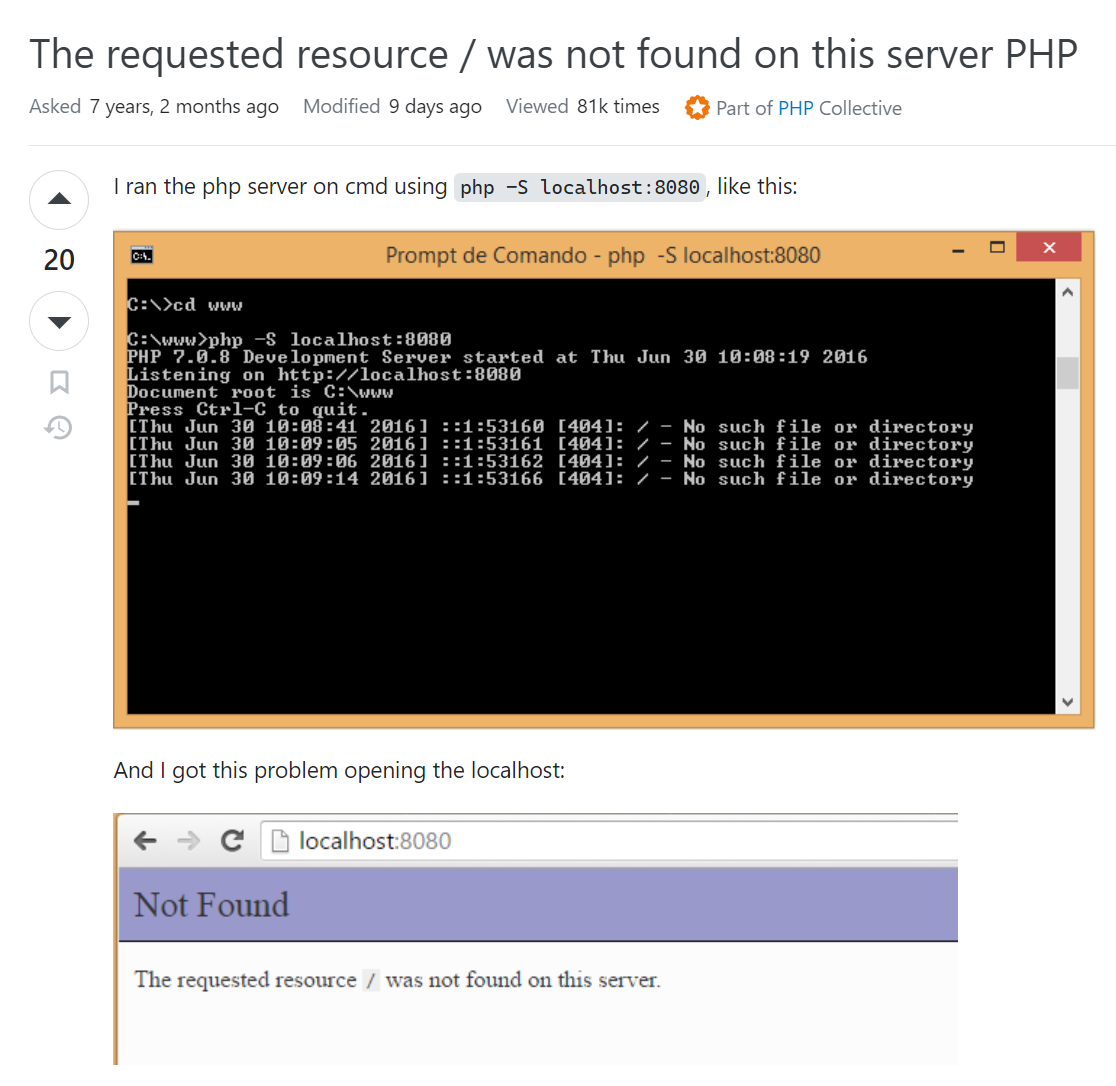 The requested resource / was not found on this server PHP
Asked 7 years, 2 months ago Modified 9 days ago Viewed 81k times Part of PHP Collective
I ran the php server on cmd using php -S localhost:8080, like this:
20
C:\. Prompt de Comando - php -S localhost:8080
C:\>cd www
C:\www>php -S localhost:8080
PHP 7.0.8 Development Server started at Thu Jun 30 10:08:19 2016
Listening on http://localhost:8080
Document root is C:\www
Press Ctrl-C to quit.
[Thu Jun 30 10:08:41 2016] ::1:53160 [404]: / - No such file or directory
[Thu Jun 30 10:09:05 2016] ::1:53161 [404]: / - No such file or directory
[Thu Jun 30 10:09:06 2016] ::1:53162 [404]: / - No such file or directory
[Thu Jun 30 10:09:14 2016] ::1:53166 [404]: / - No such file or directory
And I got this problem opening the localhost:
localhost:8080
Not Found
The requested resource / was not found on this server.